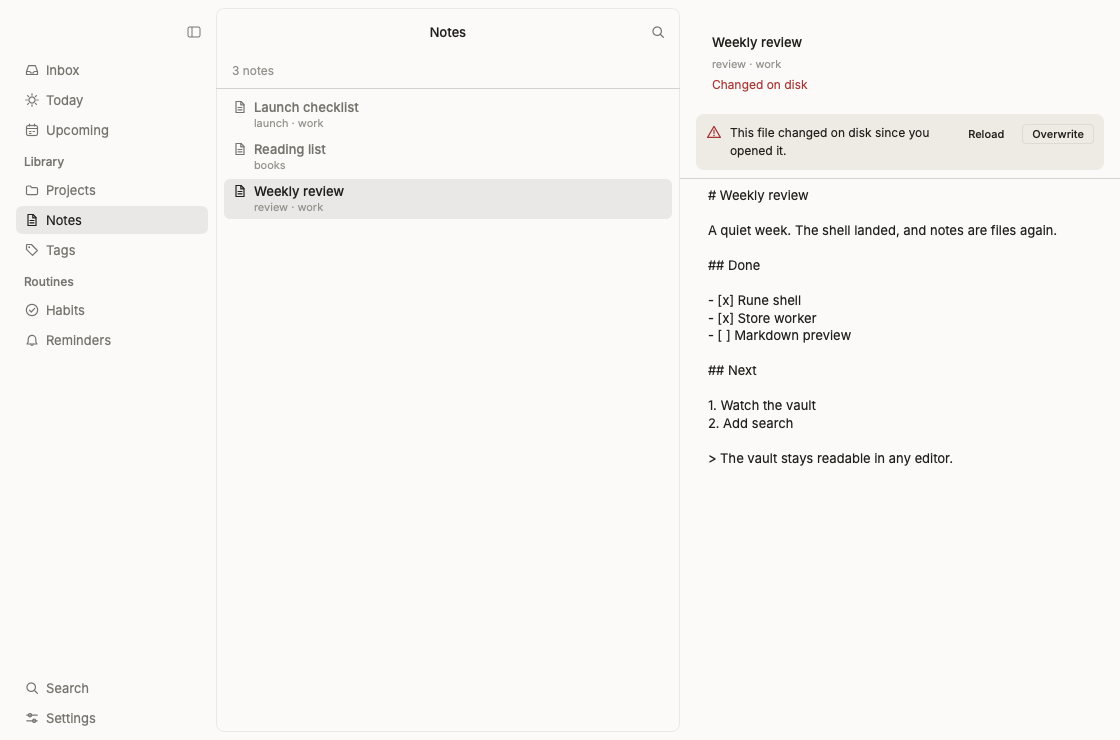 Inbox
Today
Upcoming
Library
Projects
Notes
Tags
Routines
Habits
Reminders
Search
Settings
Notes
3 notes
Launch checklist
launch · work
Reading list
books
Weekly review
review · work
Weekly review
review · work
Changed on disk
This file changed on disk since you
opened it.
Reload
Overwrite
# Weekly review
A quiet week. The shell landed, and notes are files again.
## Done
- [x] Rune shell
- [x] Store worker
- [ ] Markdown preview
## Next
1. Watch the vault
2. Add search
> The vault stays readable in any editor.